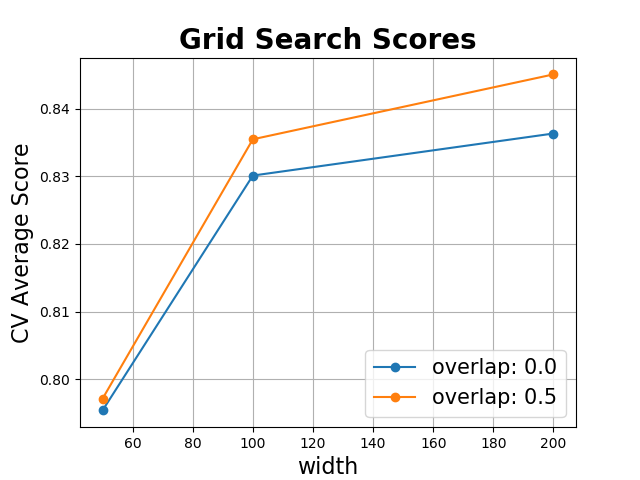 Grid Search Scores
CV Average Score
0.84
0.83
0.82
0.81
0.80
60 80 100 120 140 160 180 200
width
overlap: 0.0
overlap: 0.5